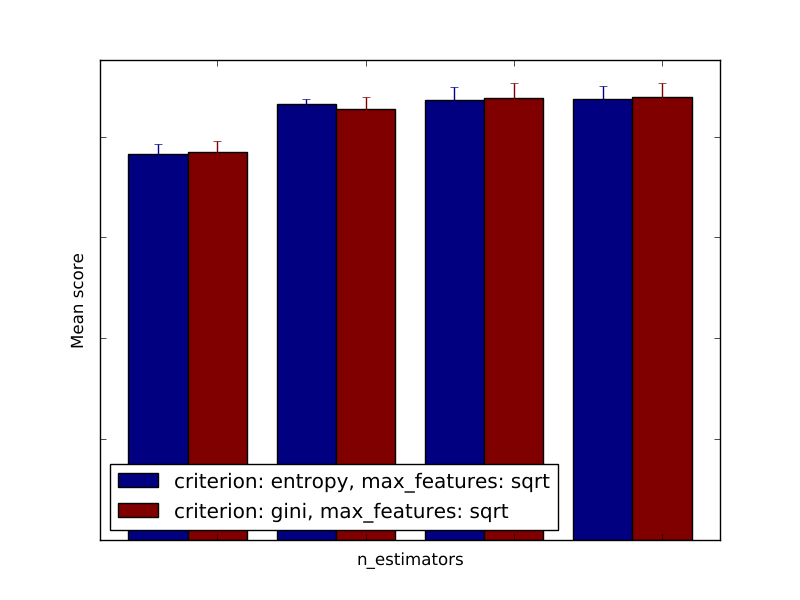 Mean score
criterion: entropy, max_features: sqrt
criterion: gini, max_features: sqrt
n_estimators